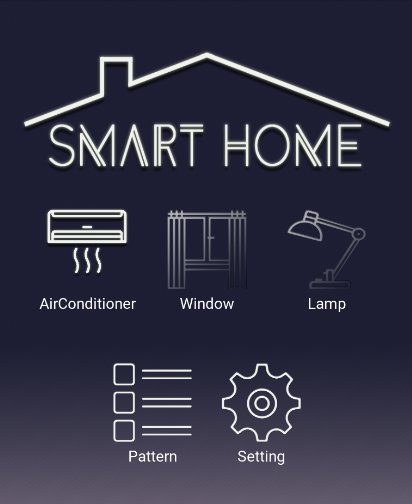 SMART HOME
AirConditioner Window Lamp
Pattern Setting